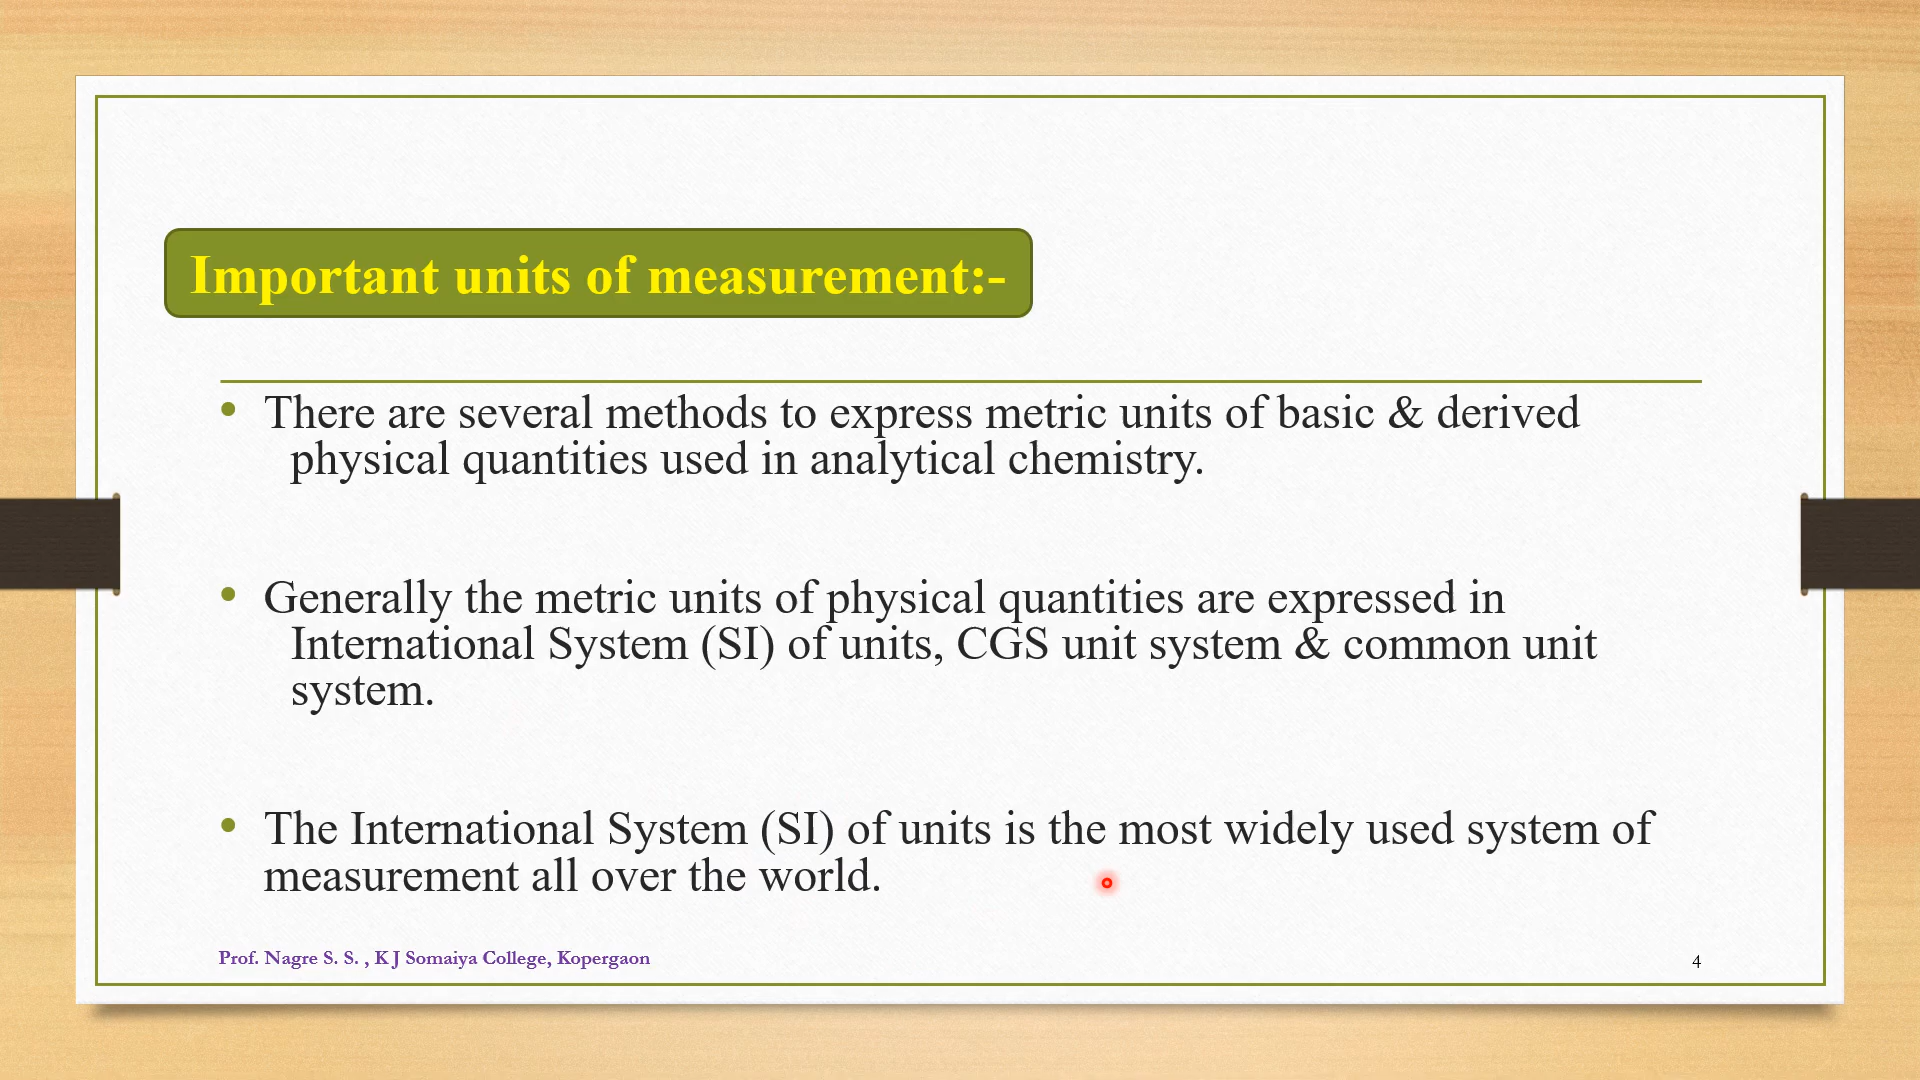 Important units of measurement:-
• There are several methods to express metric units of basic & derived
physical quantities used in analytical chemistry.
• Generally the metric units of physical quantities are expressed in
International System (SI) of units, CGS unit system & common unit
system.
• The International System (SI) of units is the most widely used system of
measurement all over the world.
Prof. Nagre S. S. , K J Somaiya College, Kopergaon
4